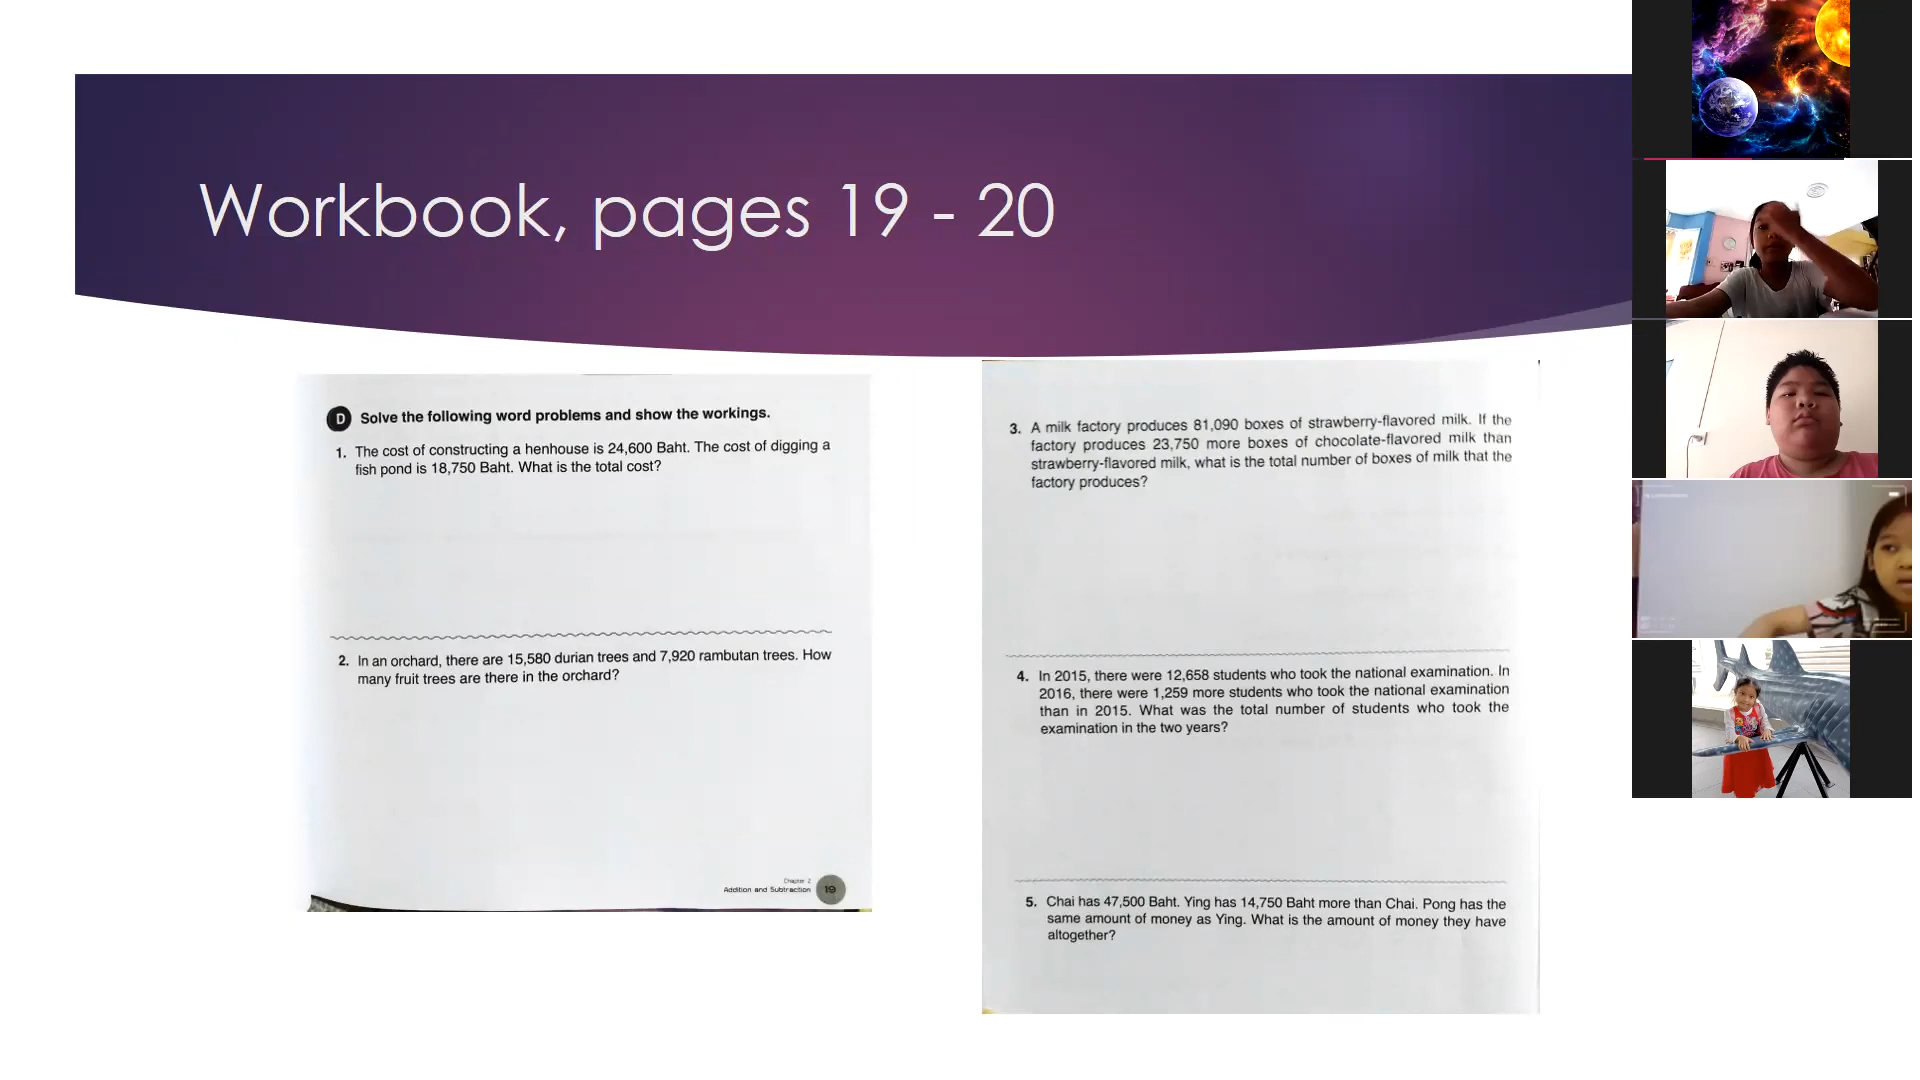 Workbook, pages 19 - 20
D Solve the following word problems and show the workings.
1. The cost of constructing a henhouse is 24,600 Baht. The cost of digging a
fish pond is 18,750 Baht. What is the total cost?
2. In an orchard, there are 15,580 durian trees and 7,920 rambutan trees. How
many fruit trees are there in the orchard?
Chapter 2
Addition and Subtraction 19
3. A milk factory produces 81,090 boxes of strawberry-flavored milk. If the
factory produces 23,750 more boxes of chocolate-flavored milk than
strawberry-flavored milk, what is the total number of boxes of milk that the
factory produces?
4. In 2015, there were 12,658 students who took the national examination. In
2016, there were 1,259 more students who took the national examination
than in 2015. What was the total number of students who took the
examination in the two years?
5. Chai has 47,500 Baht. Ying has 14,750 Baht more than Chai. Pong has the
same amount of money as Ying. What is the amount of money they have
altogether?